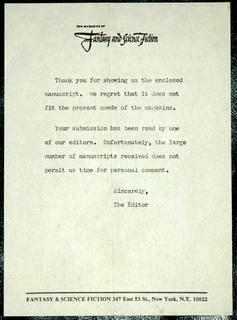 THE MAGAZINE OF
Fantasy and Science Fiction
Thank you for showing us the enclosed
manuscript. We regret that it does not
fit the present needs of the magazine.
Your submission has been read by one
of our editors. Unfortunately, the large
number of manuscripts received does not
permit us time for personal comment.
Sincerely,
The Editor
FANTASY & SCIENCE FICTION 347 East 53 St., New York, N.Y. 10022